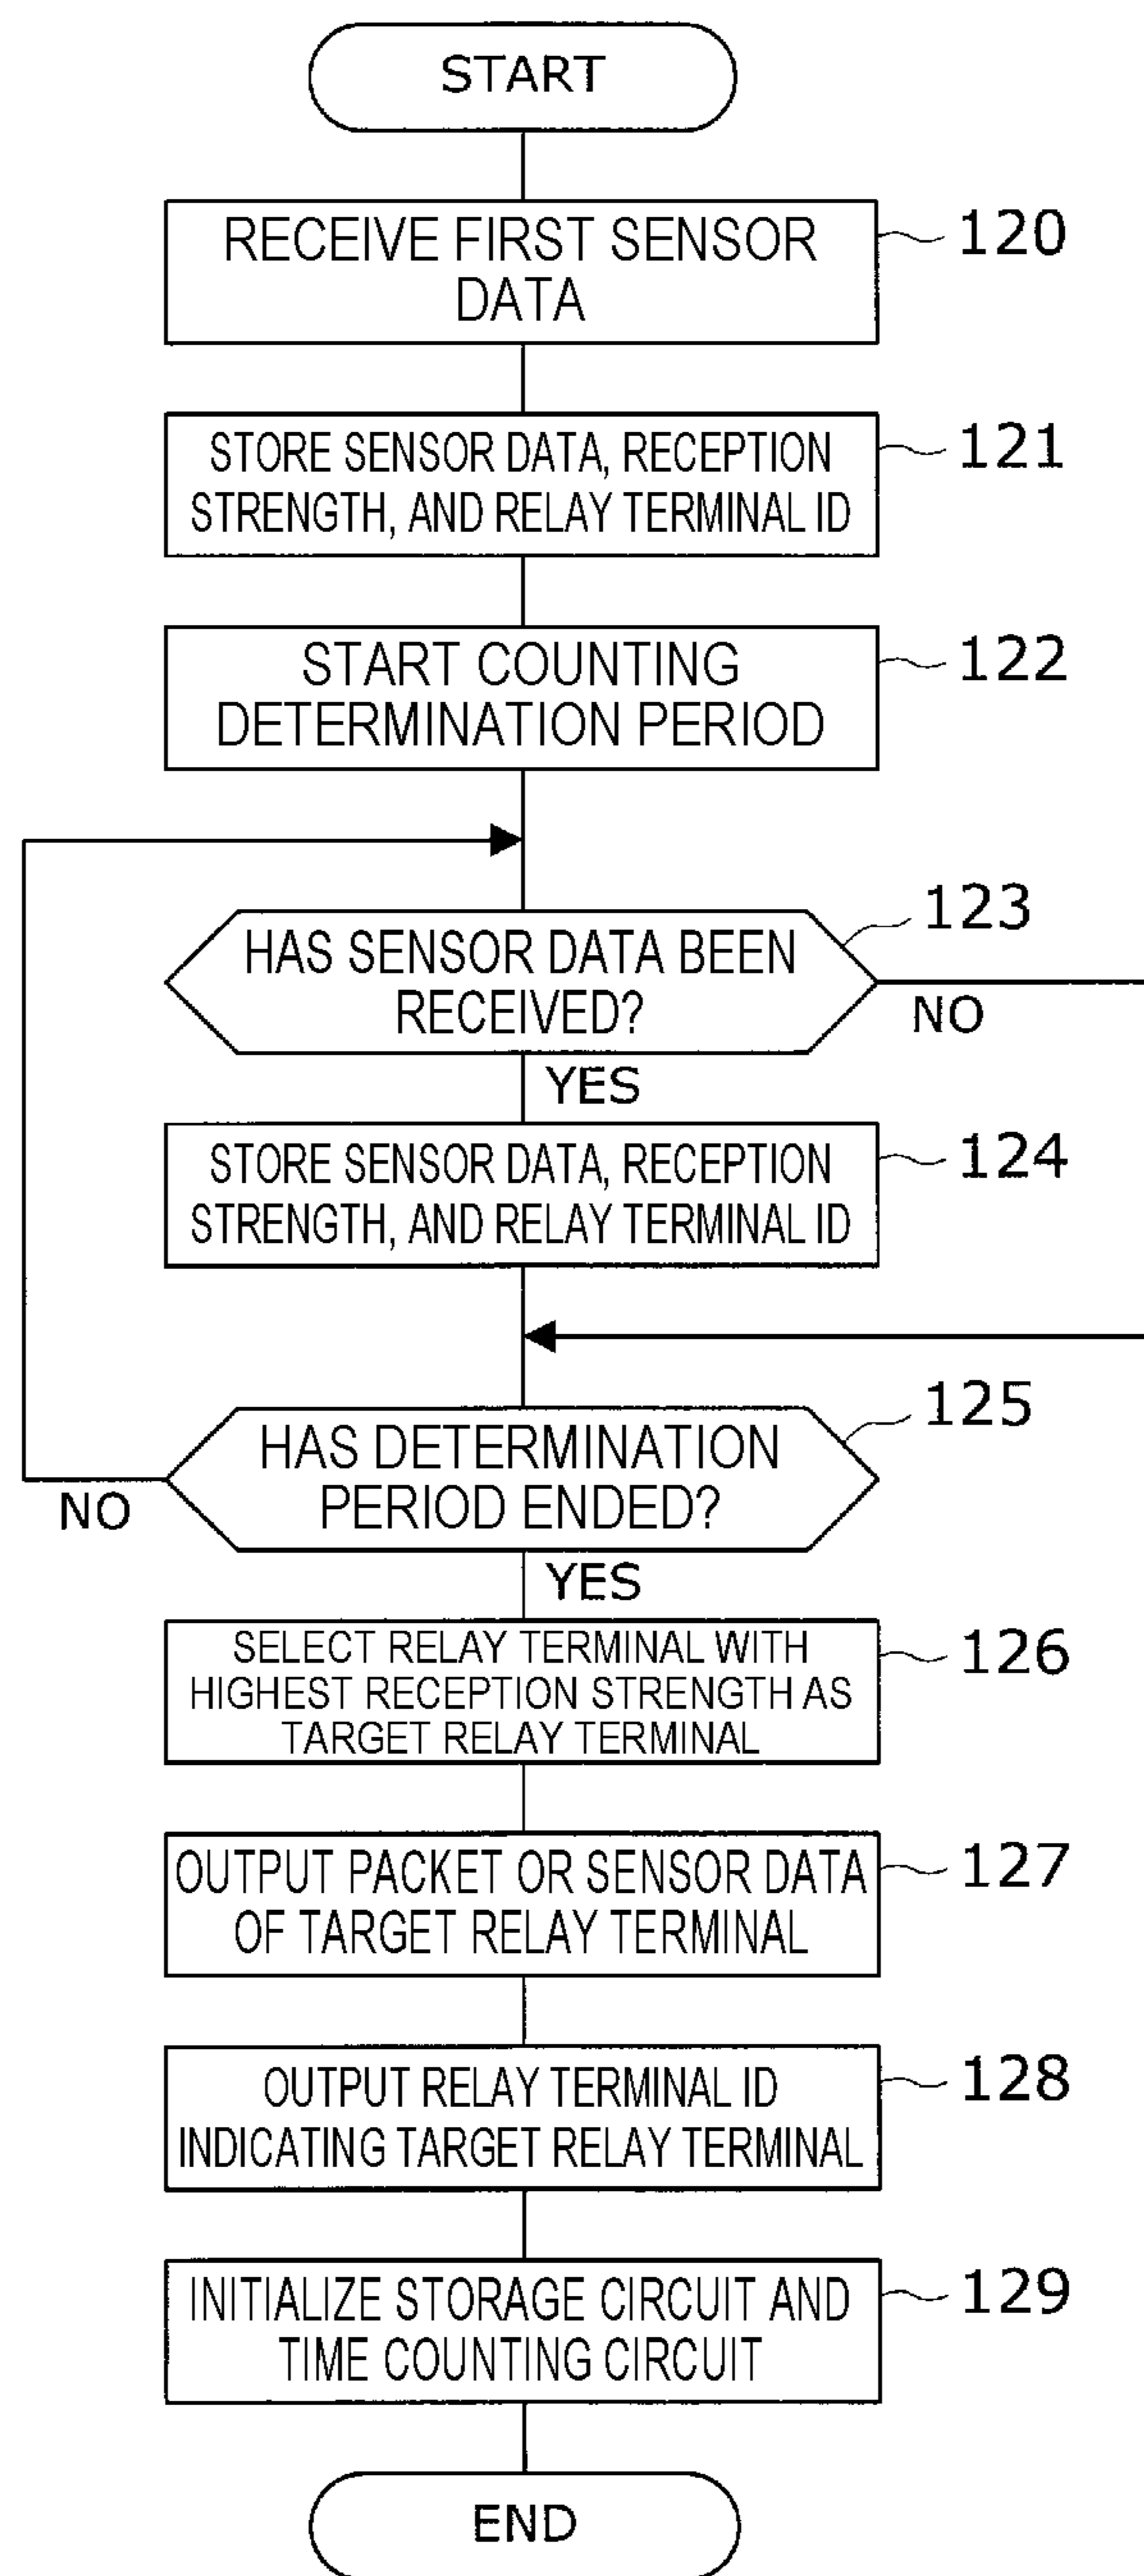 START
RECEIVE FIRST SENSOR
DATA
120
STORE SENSOR DATA, RECEPTION
STRENGTH, AND RELAY TERMINAL ID
121
START COUNTING
DETERMINATION PERIOD
122
HAS SENSOR DATA BEEN
RECEIVED?
123
NO
YES
STORE SENSOR DATA, RECEPTION
STRENGTH, AND RELAY TERMINAL ID
124
HAS DETERMINATION
PERIOD ENDED?
125
NO
YES
SELECT RELAY TERMINAL WITH
HIGHEST RECEPTION STRENGTH AS
TARGET RELAY TERMINAL
126
OUTPUT PACKET OR SENSOR DATA
OF TARGET RELAY TERMINAL
127
OUTPUT RELAY TERMINAL ID
INDICATING TARGET RELAY TERMINAL
128
INITIALIZE STORAGE CIRCUIT AND
TIME COUNTING CIRCUIT
129
END